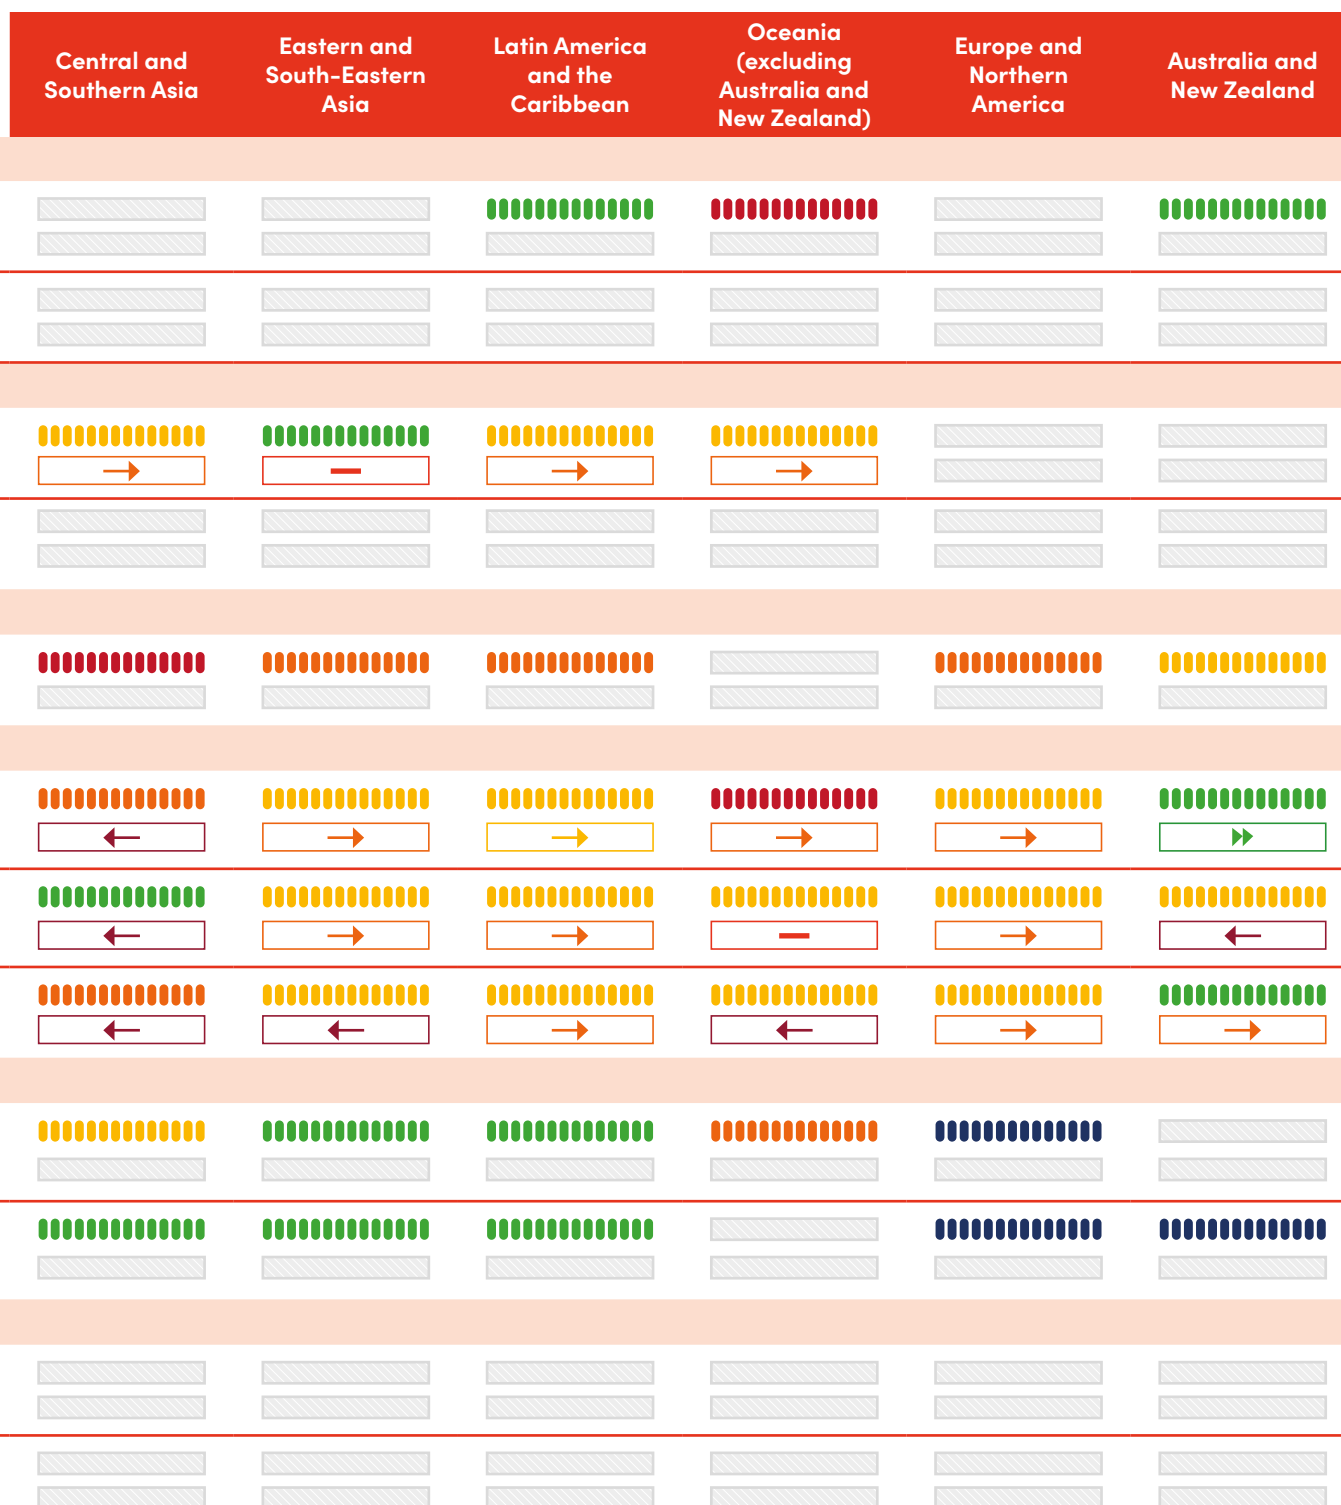 Central and
Southern Asia
Eastern and
South-Eastern
Asia
Latin America
and the
Caribbean
Oceania
(excluding
Australia and
New Zealand)
Europe and
Northern
America
Australia and
New Zealand